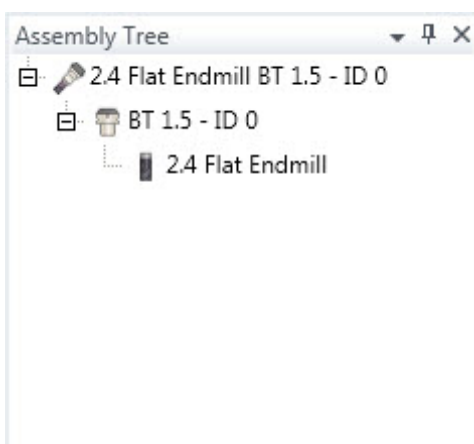 Assembly Tree
2.4 Flat Endmill BT 1.5 - ID 0
BT 1.5 - ID 0
2.4 Flat Endmill